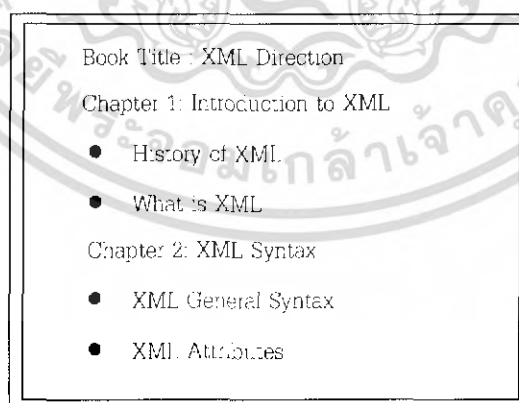 Book Title : XML Direction
Chapter 1: Introduction to XML
● History of XML
● What is XML
Chapter 2: XML Syntax
● XML General Syntax
● XML Attributes